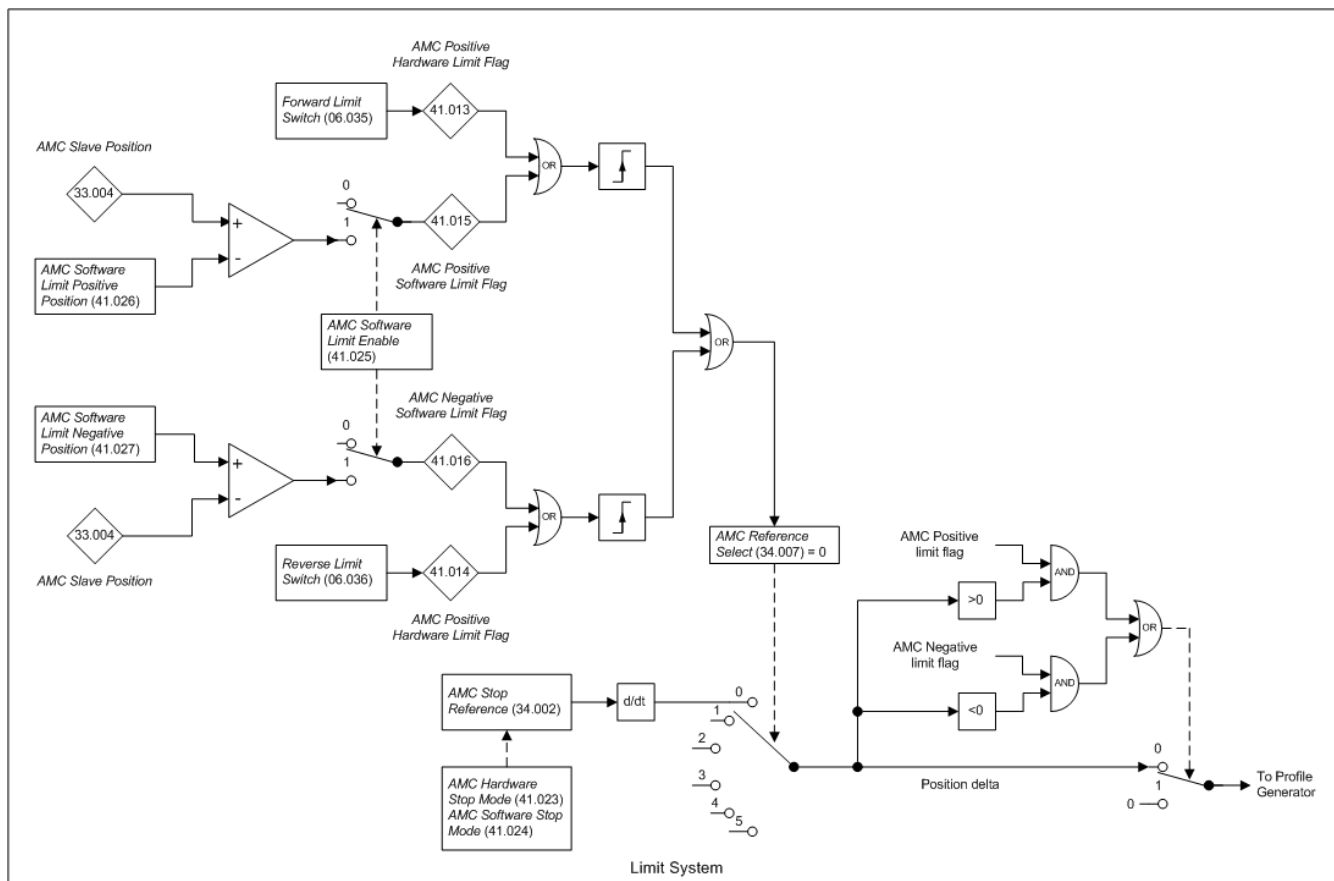 AMC Positive
Hardware Limit Flag
Forward Limit
Switch (06.035)
41.013
OR
AMC Slave Position
33.004
+
-
0
1
41.015
AMC Software
Limit Positive
Position (41.026)
AMC Positive
Software Limit Flag
AMC Software
Limit Enable
(41.025)
OR
AMC Negative
Software Limit Flag
AMC Software
Limit Negative
Position (41.027)
+
-
0
1
41.016
OR
33.004
AMC Slave Position
Reverse Limit
Switch (06.036)
41.014
AMC Positive
Hardware Limit Flag
AMC Reference
Select (34.007) = 0
AMC Positive
limit flag
AND
>0
OR
AMC Negative
limit flag
AND
<0
AMC Stop
Reference (34.002)
d/dt
0
1
2
3
4
5
AMC Hardware
Stop Mode (41.023)
AMC Software Stop
Mode (41.024)
Position delta
0
1
0
To Profile
Generator
Limit System